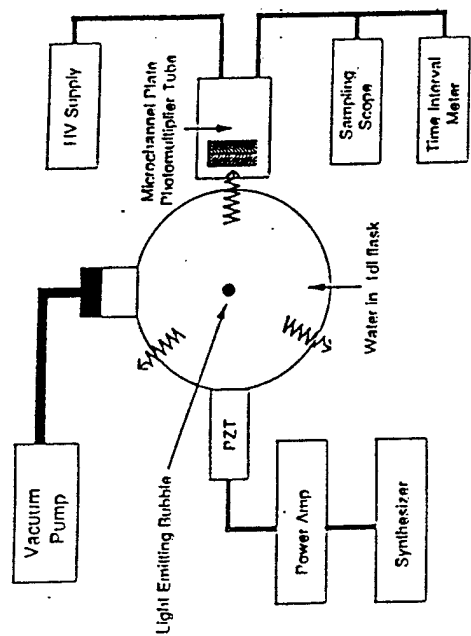 Vacuum
Pump
HV Supply
Microchannel Plate
Photomultiplier Tube
Light Emitting Bubble
PZT
Water in 1dl flask
Sampling
Scope
Power Amp
Time Interval
Meter
Synthesizer